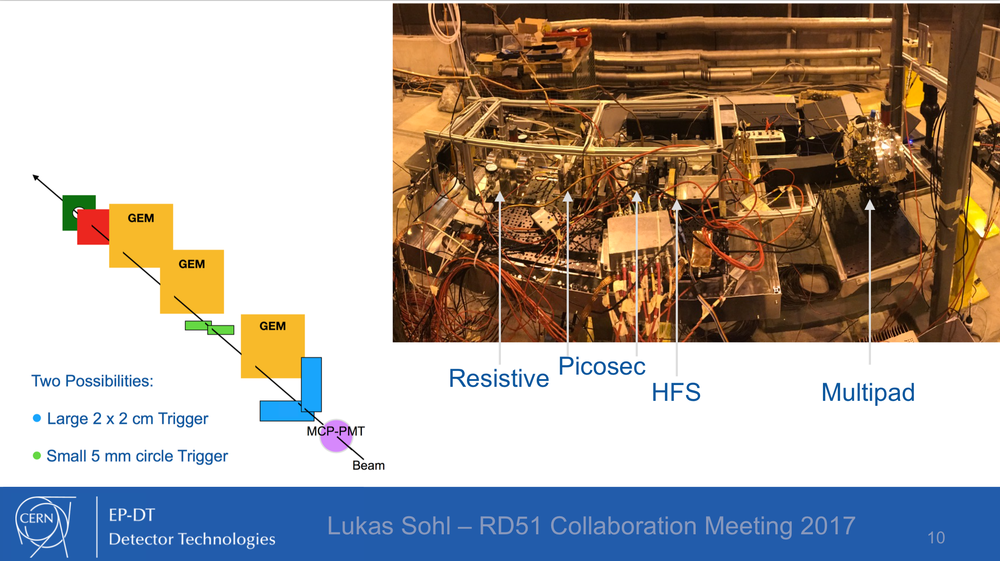 GEM
GEM
GEM
MCP-PMT
Beam
Two Possibilities:
Large 2 x 2 cm Trigger
Small 5 mm circle Trigger
Resistive
Picosec
HFS
Multipad
CERN
EP-DT
Detector Technologies
Lukas Sohl – RD51 Collaboration Meeting 2017
10